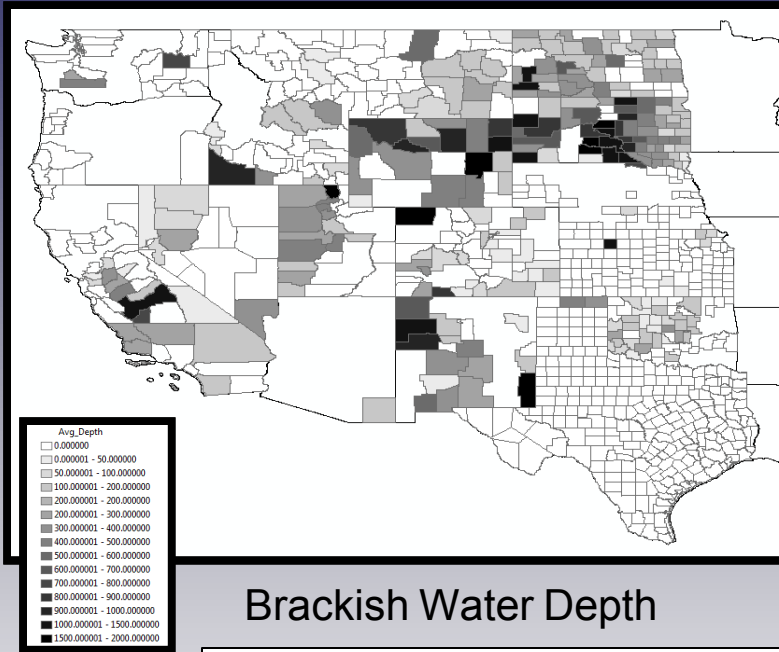 Avg_Depth
0.000000
0.000001 - 50.000000
50.000001 - 100.000000
100.000001 - 200.000000
200.000001 - 200.000000
200.000001 - 300.000000
300.000001 - 400.000000
400.000001 - 500.000000
500.000001 - 600.000000
600.000001 - 700.000000
700.000001 - 800.000000
800.000001 - 900.000000
900.000001 - 1000.000000
1000.000001 - 1500.000000
1500.000001 - 2000.000000
Brackish Water Depth